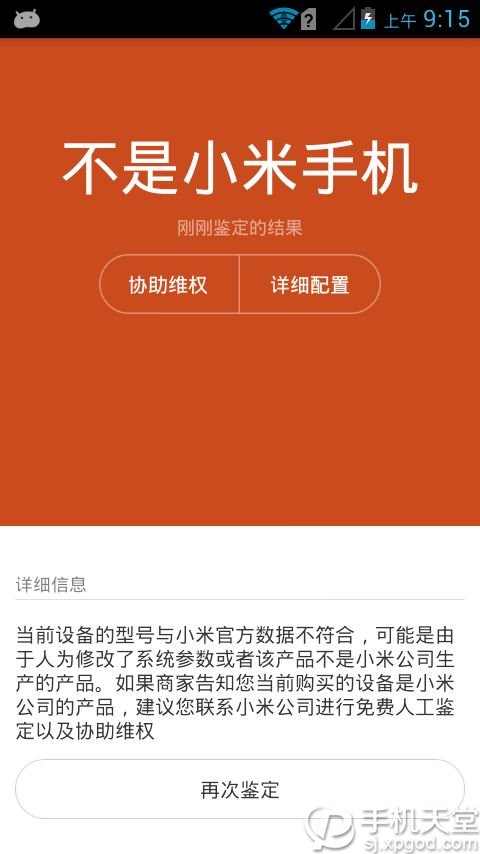 上午 9:15
不是小米手机
刚刚鉴定的结果
协助维权 详细配置
详细信息
当前设备的型号与小米官方数据不符合，可能是由
于人为修改了系统参数或者该产品不是小米公司生
产的产品。如果商家告知您当前购买的设备是小米
公司的产品，建议您联系小米公司进行免费人工鉴
定以及协助维权
再次鉴定
手机天堂
sj.xpgod.com